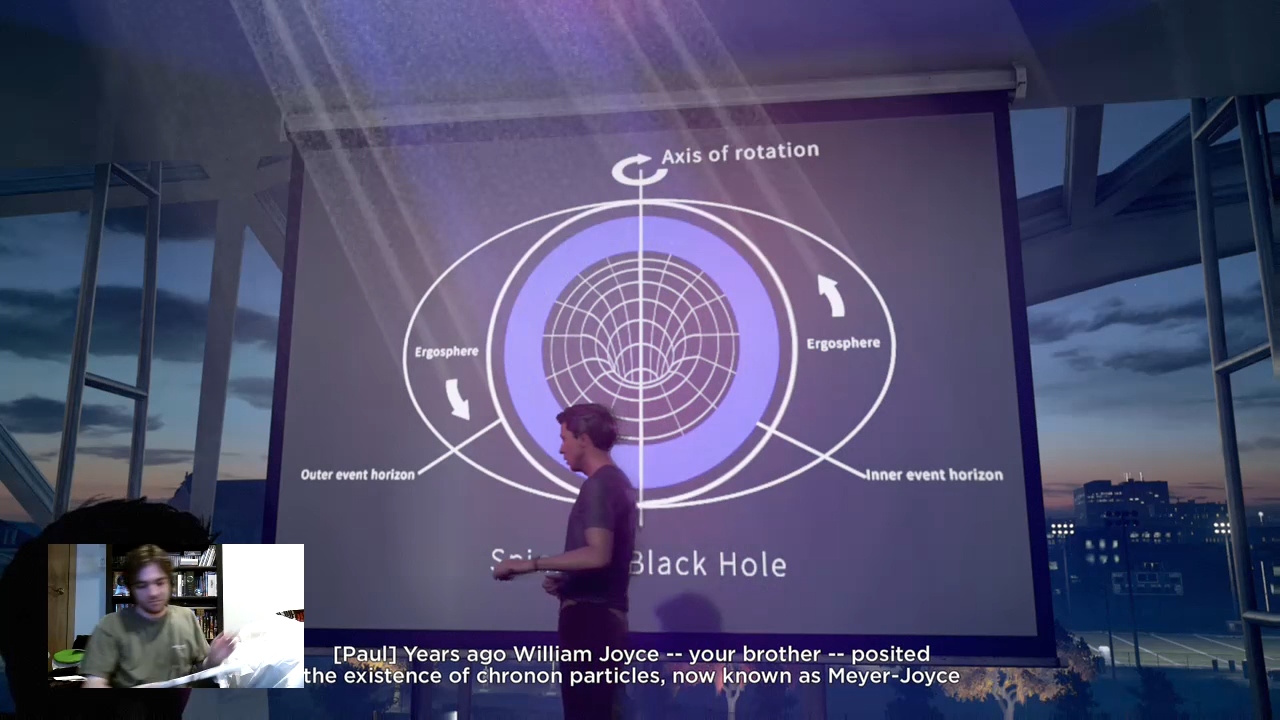 Axis of rotation
Ergosphere
Ergosphere
Outer event horizon
Inner event horizon
Black Hole
[Paul] Years ago William Joyce -- your brother -- posited
the existence of chronon particles, now known as Meyer-Joyce